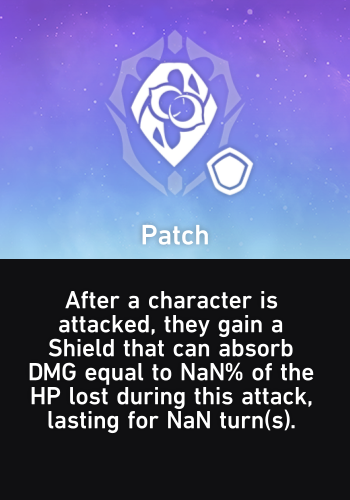 Patch
After a character is
attacked, they gain a
Shield that can absorb
DMG equal to NaN% of the
HP lost during this attack,
lasting for NaN turn(s).